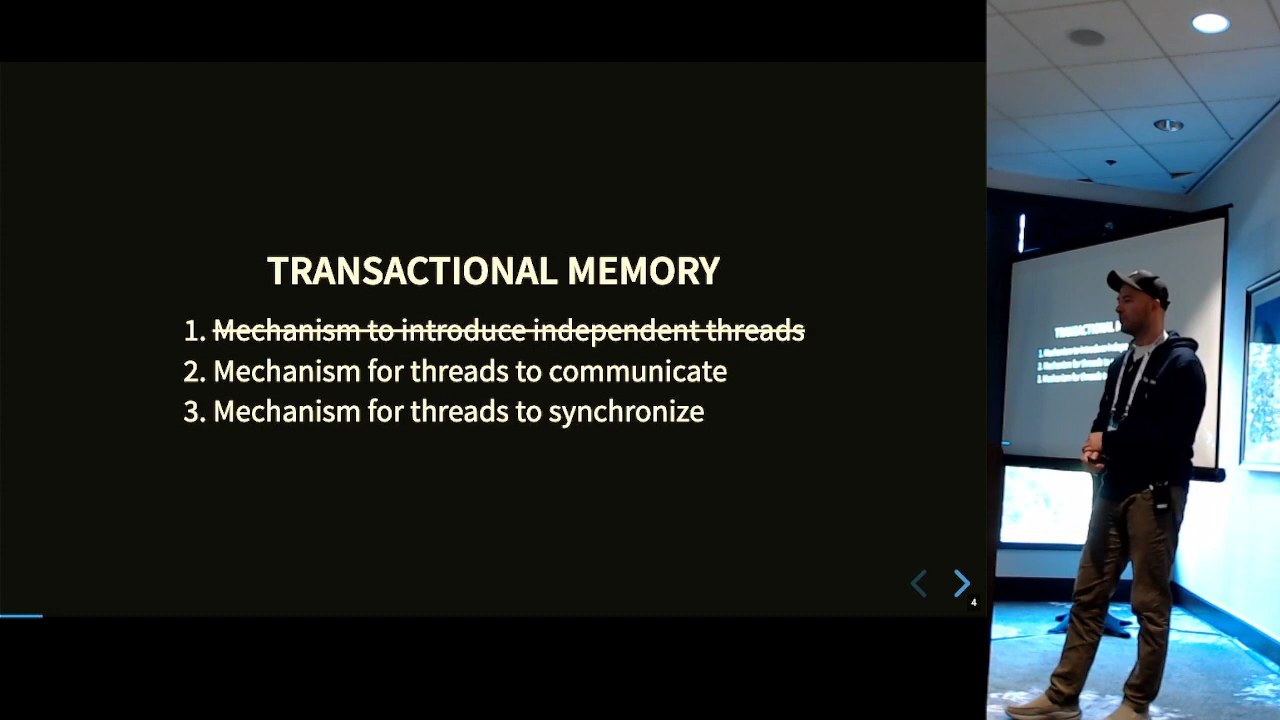 TRANSACTIONAL MEMORY
1. Mechanism to introduce independent threads
2. Mechanism for threads to communicate
3. Mechanism for threads to synchronize
4